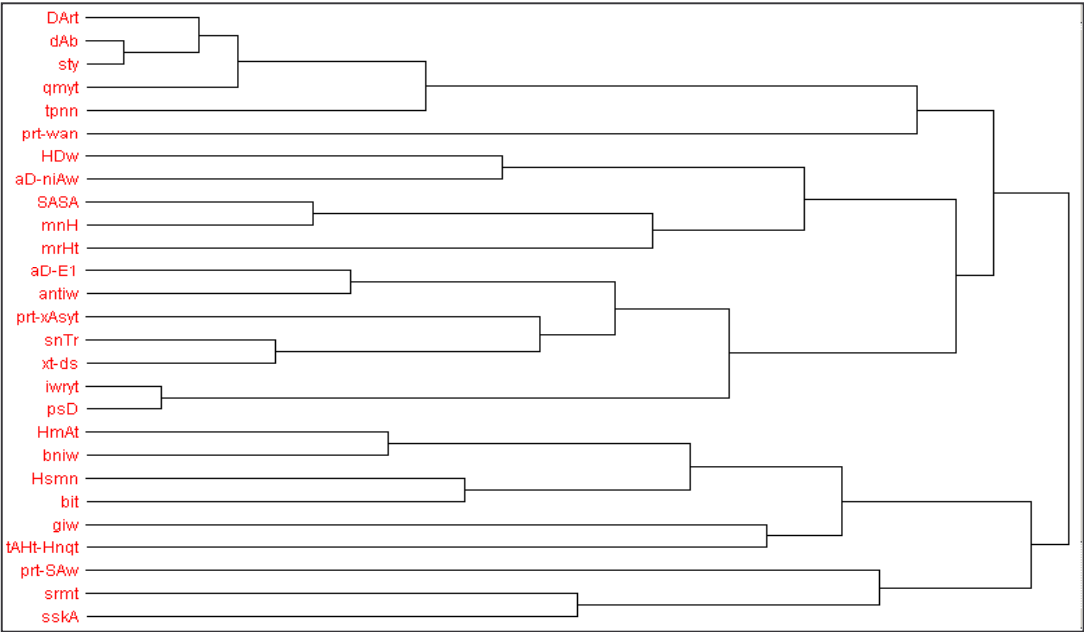 DArt
dAb
sty
qmyt
tpnn
prt-wan
HDw
aD-niAw
SASA
mnH
mrHt
aD-E1
antiw
prt-xAsyt
snTr
xt-ds
iwryt
psD
HmAt
bniw
Hsmn
bit
giw
tAHt-Hnqt
prt-SAw
srmt
sskA